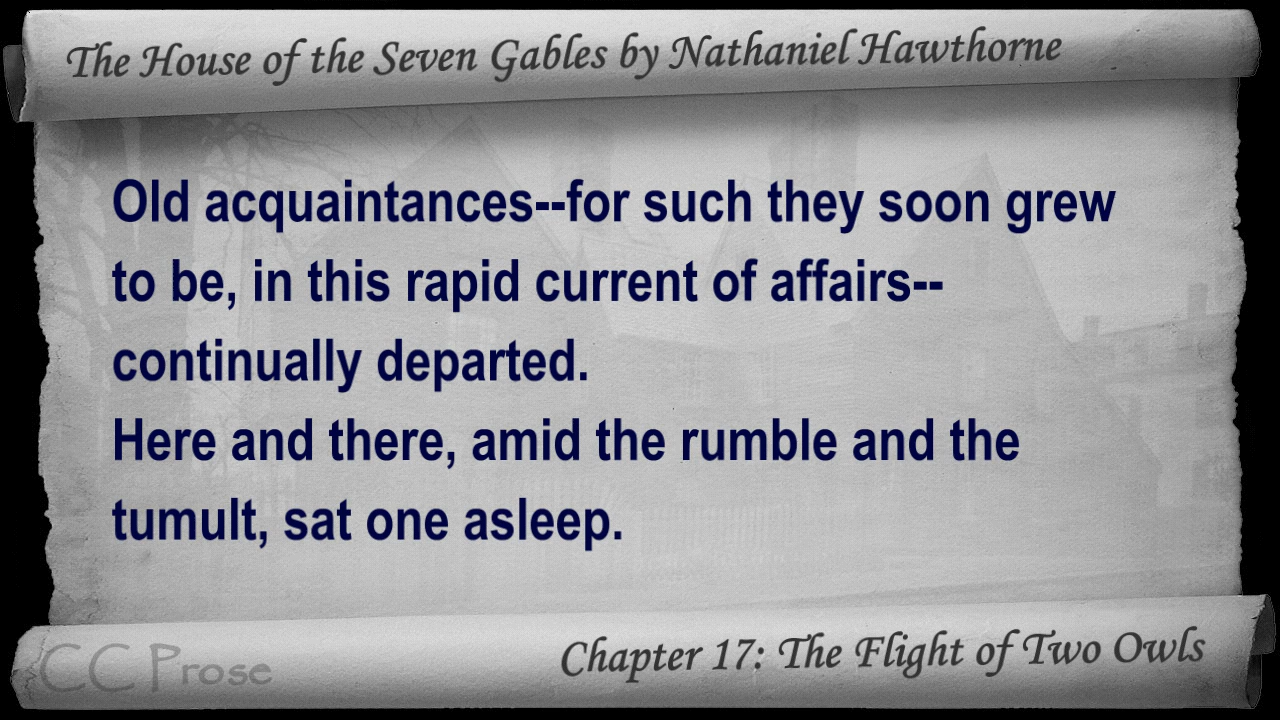 The House of the Seven Gables by Nathaniel Hawthorne
Old acquaintances--for such they soon grew
to be, in this rapid current of affairs--
continually departed.
Here and there, amid the rumble and the
tumult, sat one asleep.
CC Prose
Chapter 17: The Flight of Two Owls